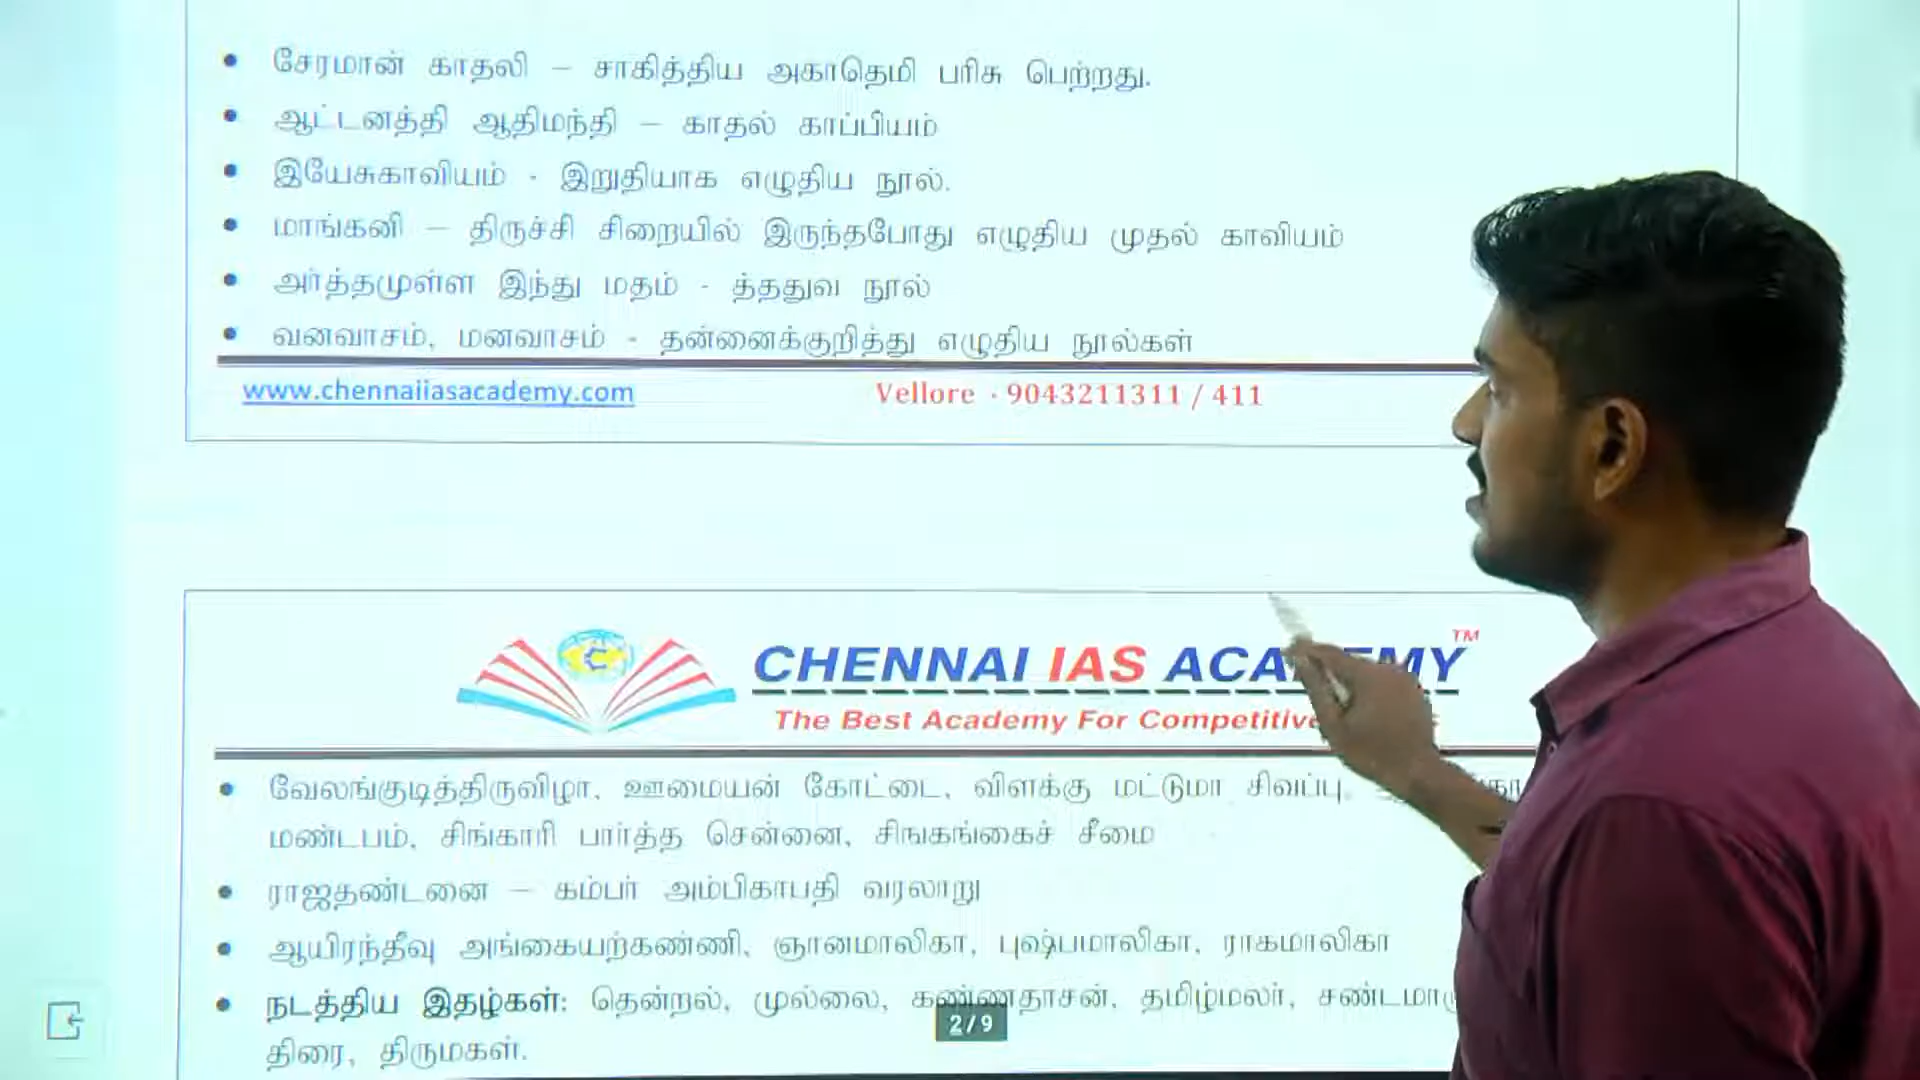 சேரமான் காதலி – சாகித்திய அகாதெமி பரிசு பெற்றது.
ஆட்டனத்தி ஆதிமந்தி – காதல் காப்பியம்
இயேசுகாவியம் - இறுதியாக எழுதிய நூல்.
மாங்கனி – திருச்சி சிறையில் இருந்தபோது எழுதிய முதல் காவியம்
அர்த்தமுள்ள இந்து மதம் - த்ததுவ நூல்
வனவாசம், மனவாசம் - தன்னைக்குறித்து எழுதிய நூல்கள்
www.chennaiiasacademy.com Vellore - 9043211311 / 411
CHENNAI IAS ACADEMY TM
The Best Academy For Competitive
வேலங்குடித்திருவிழா, ஊமையன் கோட்டை, விளக்கு மட்டுமா சிவப்பு,
மண்டபம், சிங்காரி பார்த்த சென்னை, சிஙகங்கைச் சீமை
ராஜதண்டனை – கம்பர் அம்பிகாபதி வரலாறு
ஆயிரந்தீவு அங்கையற்கண்ணி, ஞானமாலிகா, புஷ்பமாலிகா, ராகமாலிகா
நடத்திய இதழ்கள்: தென்றல், முல்லை, கண்ணதாசன், தமிழ்மலர்,
திரை, திருமகள்.
2 / 9